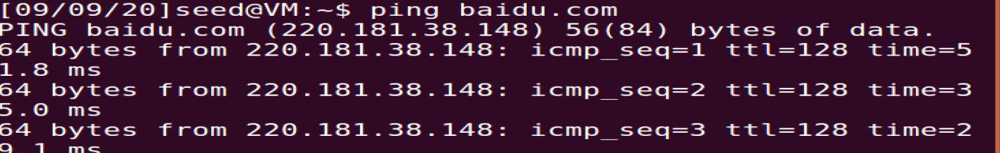 [09/09/20]seed@VM:~$ ping baidu.com
PING baidu.com (220.181.38.148) 56(84) bytes of data.
64 bytes from 220.181.38.148: icmp_seq=1 ttl=128 time=5
1.8 ms
64 bytes from 220.181.38.148: icmp_seq=2 ttl=128 time=3
5.0 ms
64 bytes from 220.181.38.148: icmp_seq=3 ttl=128 time=2
9.1 ms